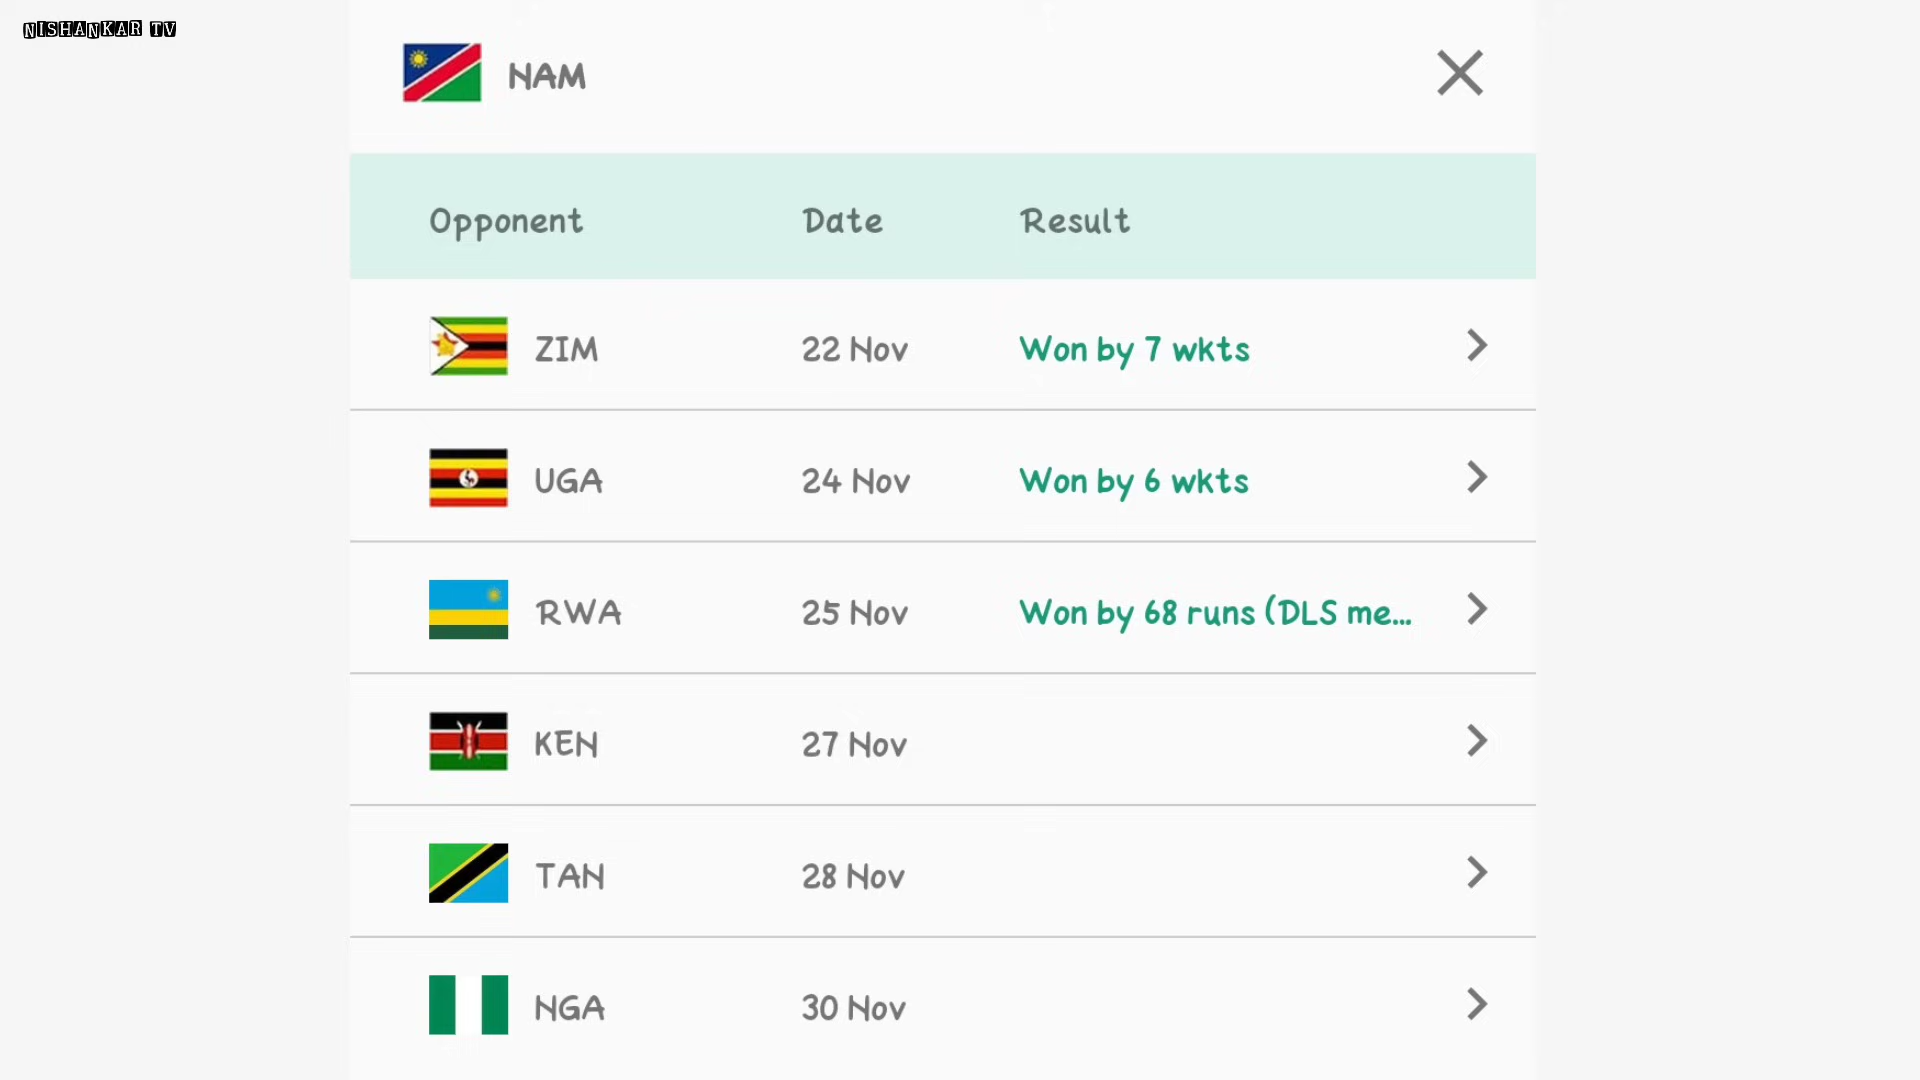 NISHANKAR TV
NAM
Opponent Date Result
ZIM 22 Nov Won by 7 wkts
UGA 24 Nov Won by 6 wkts
RWA 25 Nov Won by 68 runs (DLS me...
KEN 27 Nov
TAN 28 Nov
NGA 30 Nov